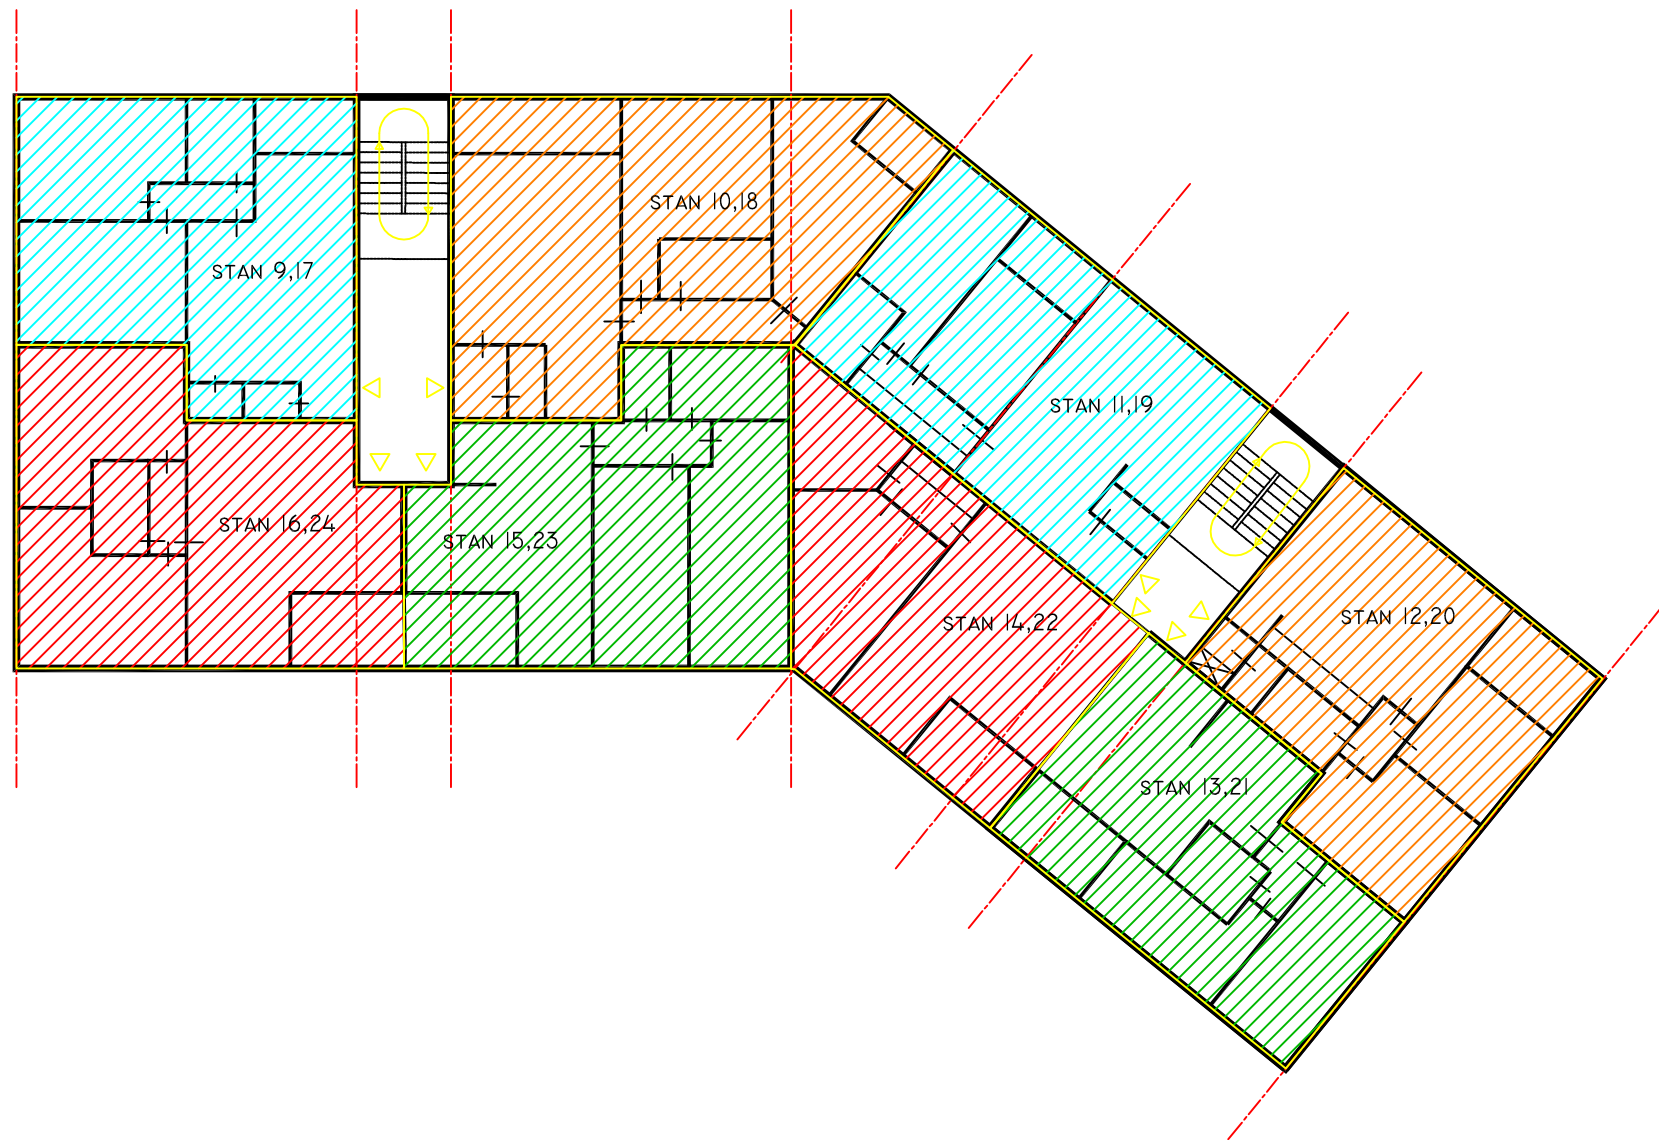 STAN 10,18
STAN 9,17
STAN 11,19
STAN 16,24
STAN 15,23
STAN 14,22
STAN 12,20
STAN 13,21